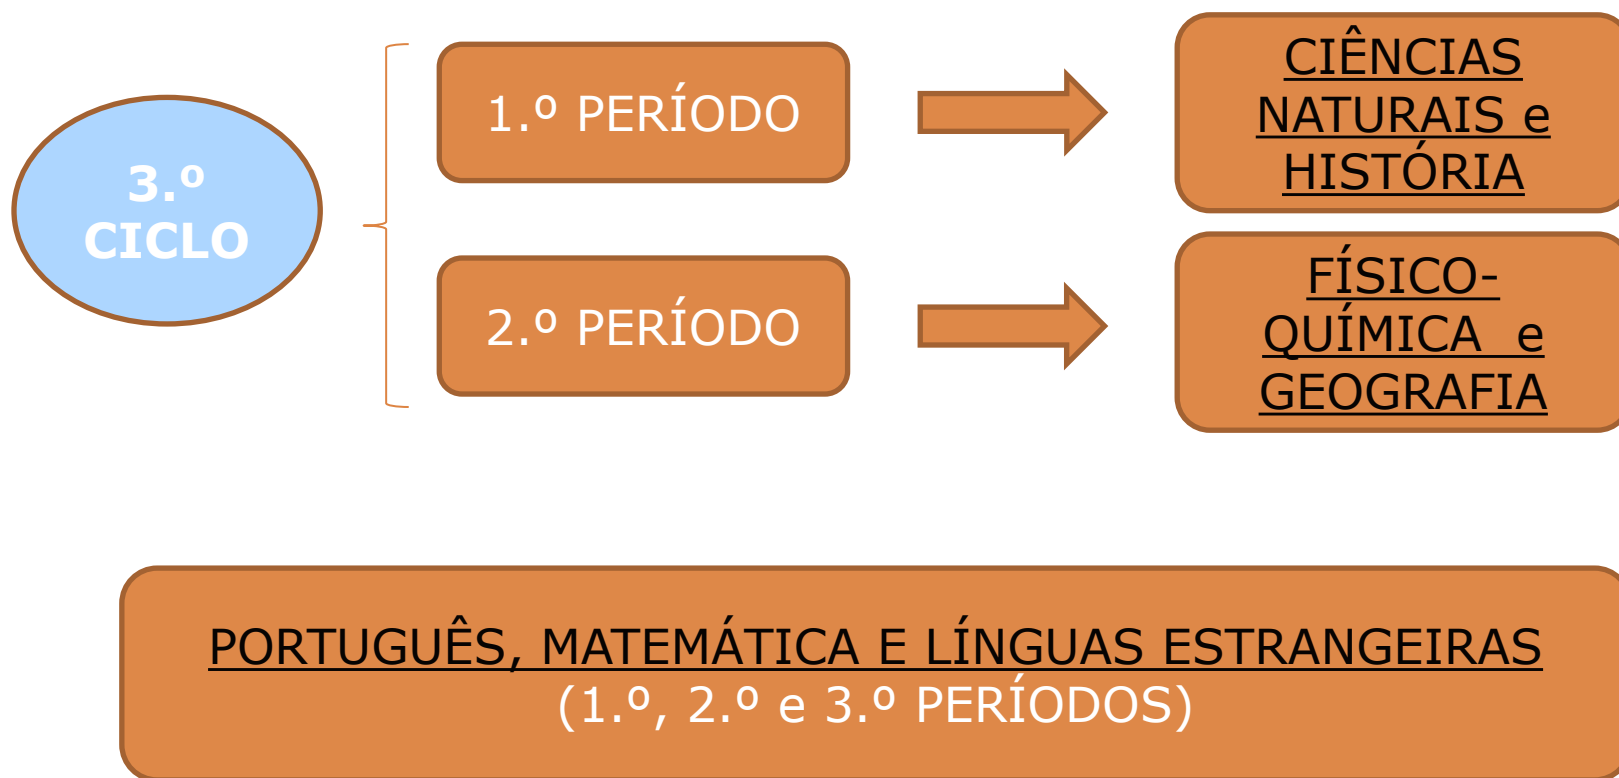 3.º
CICLO
1.º PERÍODO
CIÊNCIAS
NATURAIS e
HISTÓRIA
2.º PERÍODO
FÍSICO-
QUÍMICA e
GEOGRAFIA
PORTUGUÊS, MATEMÁTICA E LÍNGUAS ESTRANGEIRAS
(1.º, 2.º e 3.º PERÍODOS)